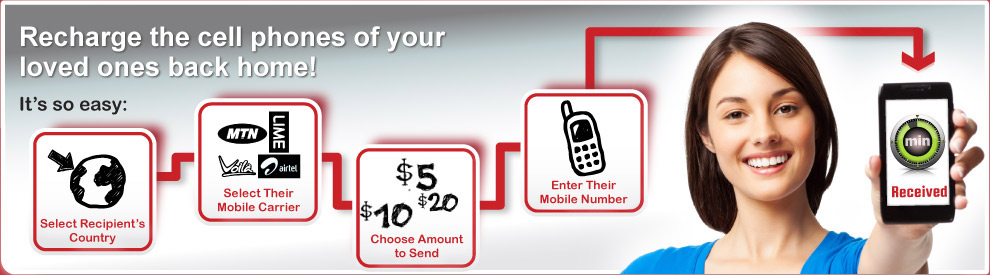 Recharge the cell phones of your
loved ones back home!
It's so easy:
Select Recipient's
Country
MTN
LIME
Voilà
airtel
Select Their
Mobile Carrier
$5
$10
$20
Choose Amount
to Send
Enter Their
Mobile Number
min
Received